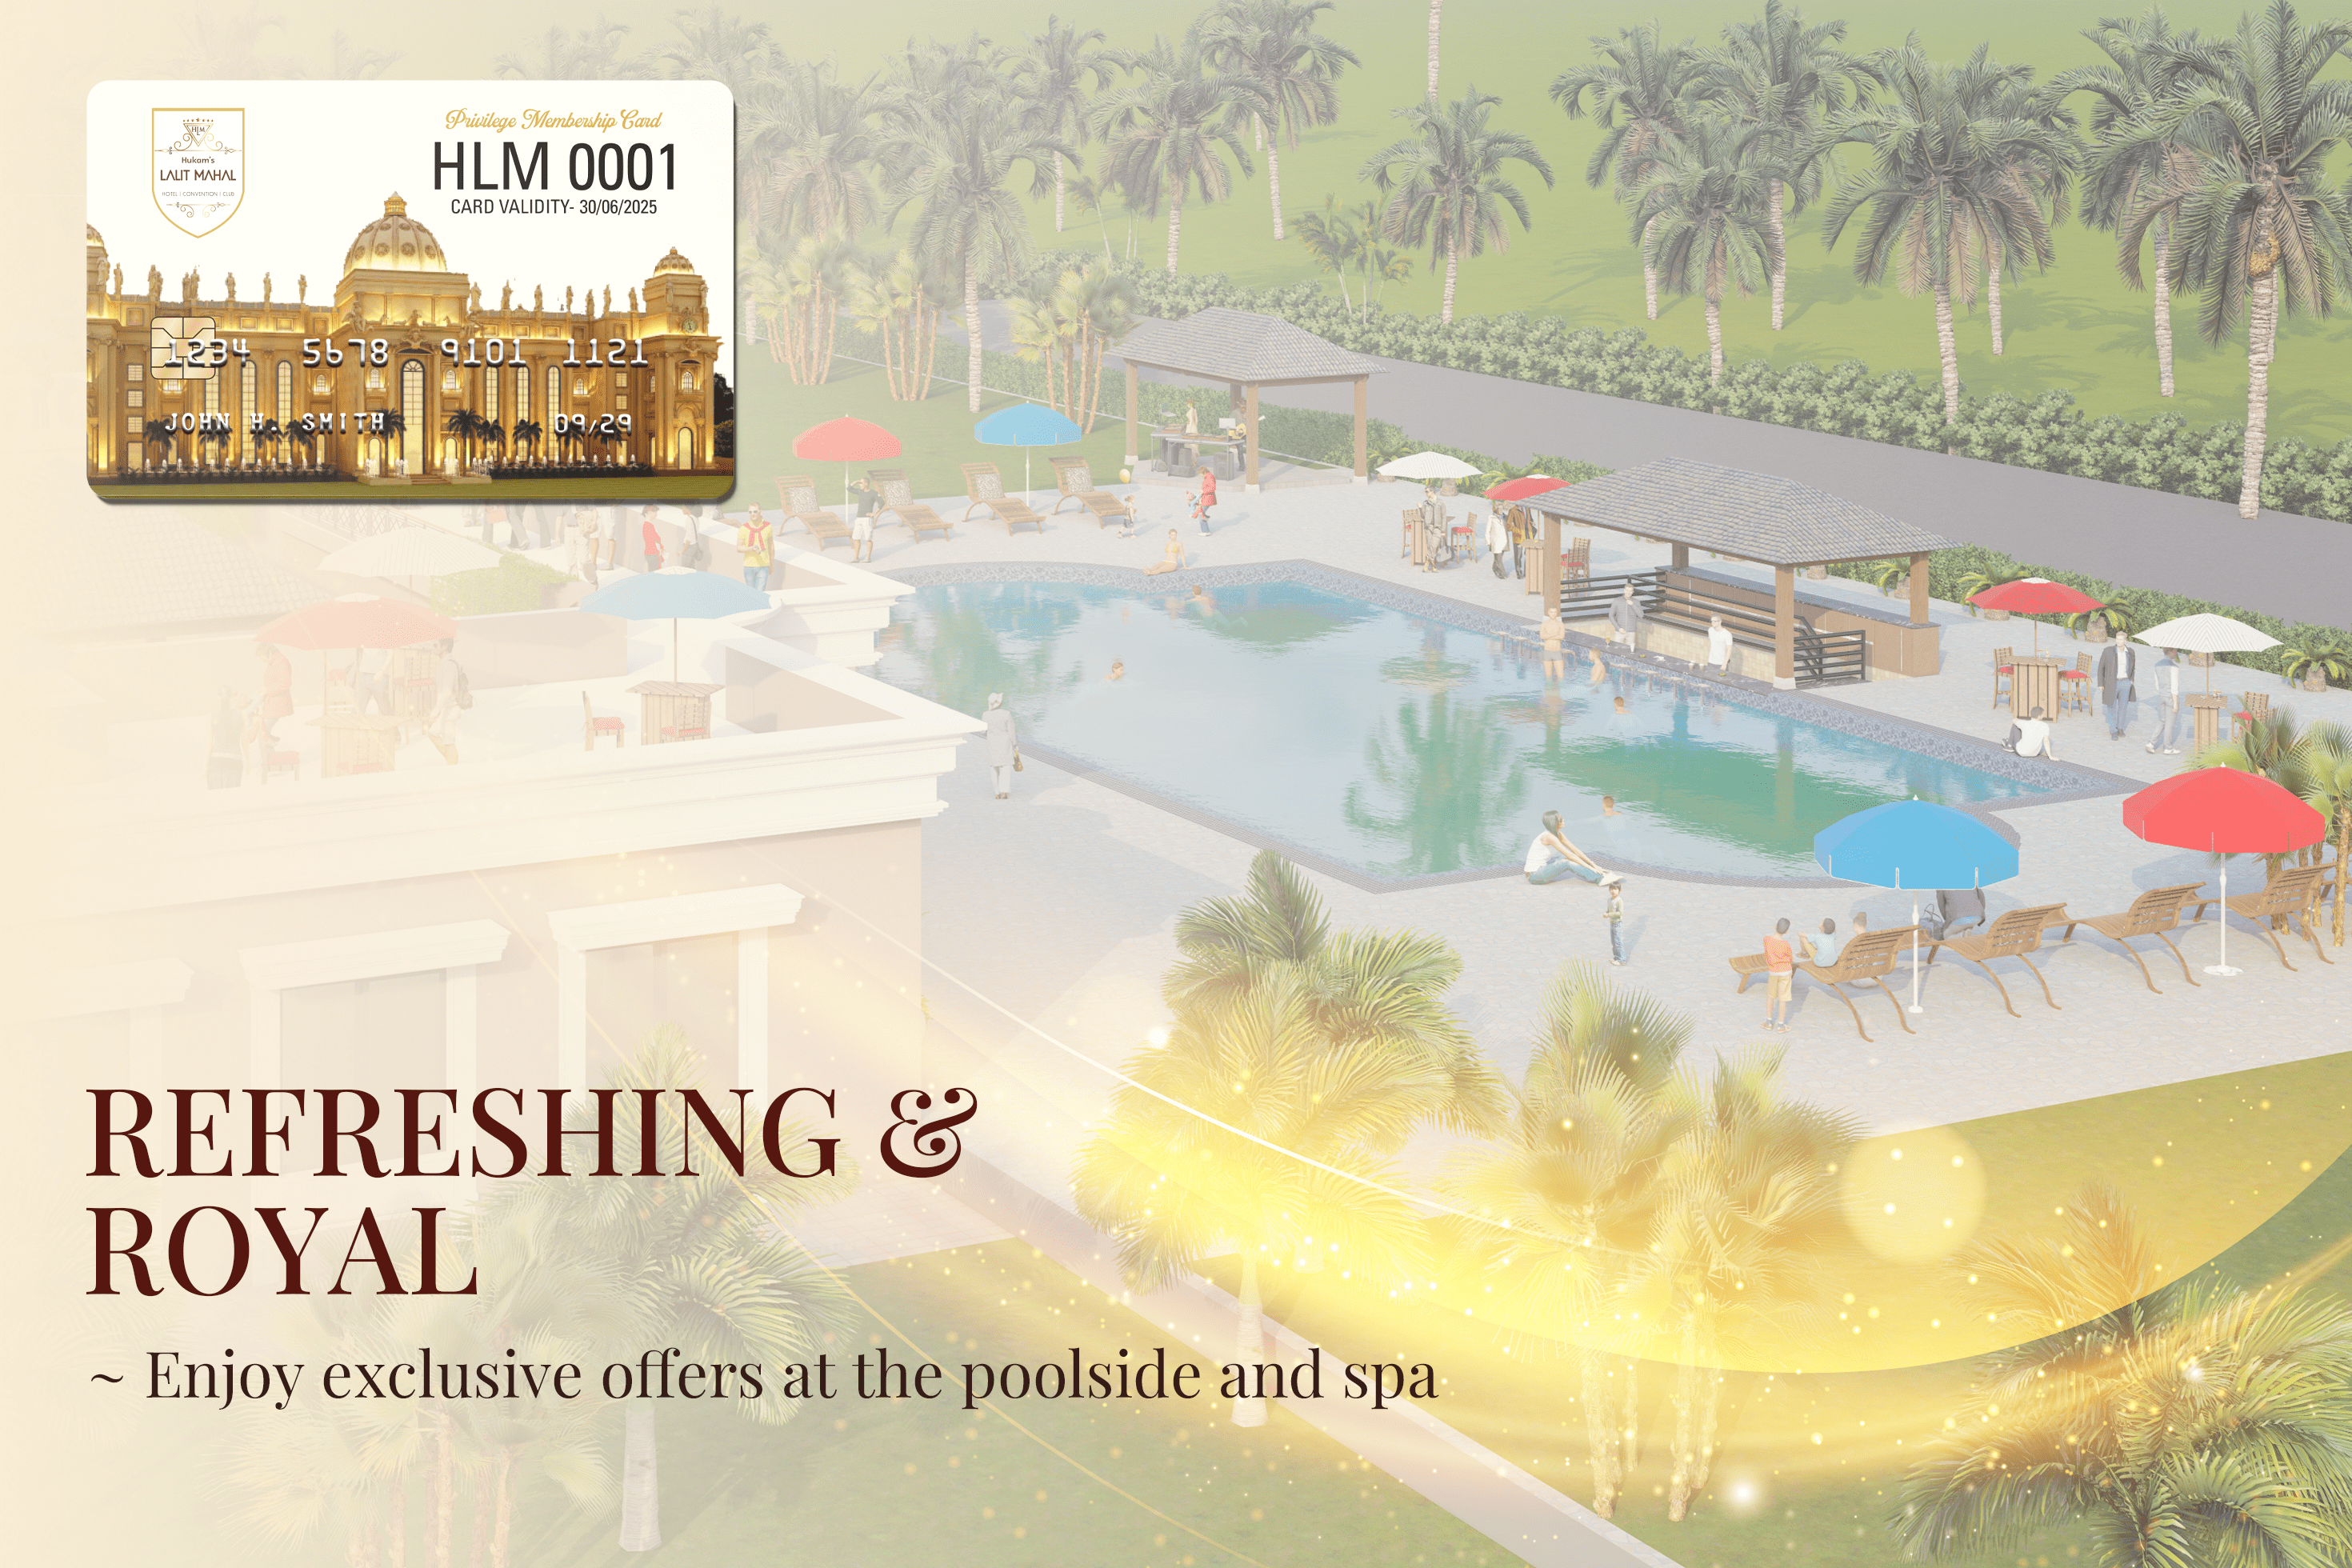 HLM
Hukam's
LALIT MAHAL
HOTEL | CONVENTION | CLUB
Privilege Membership Card
HLM 0001
CARD VALIDITY- 30/06/2025
1234 5678 9101 1121
JOHN H. SMITH 09/29
REFRESHING &
ROYAL
~ Enjoy exclusive offers at the poolside and spa